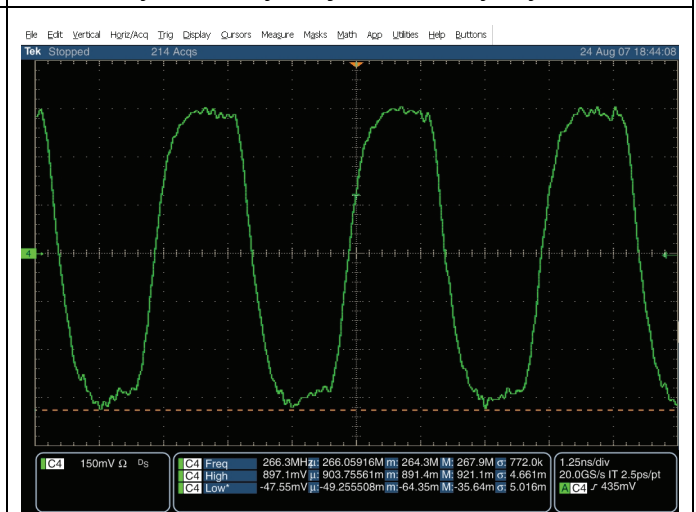 File Edit Vertical Horiz/Acq Trig Display Cursors Measure Masks Math App Utilities Help Buttons
Tek Stopped 214 Acqs 24 Aug 07 18:44:08
4
C4 150mV Ω Ds
C4 Freq 266.3MHz µ: 266.05916M m: 264.3M M: 267.9M σ: 772.0k
C4 High 897.1mV µ: 903.75561m m: 891.4m M: 921.1m σ: 4.661m
C4 Low* -47.55mV µ: -49.255508m m: -64.35m M: -35.64m σ: 5.016m
1.25ns/div
20.0GS/s IT 2.5ps/pt
A C4 ƒ 435mV